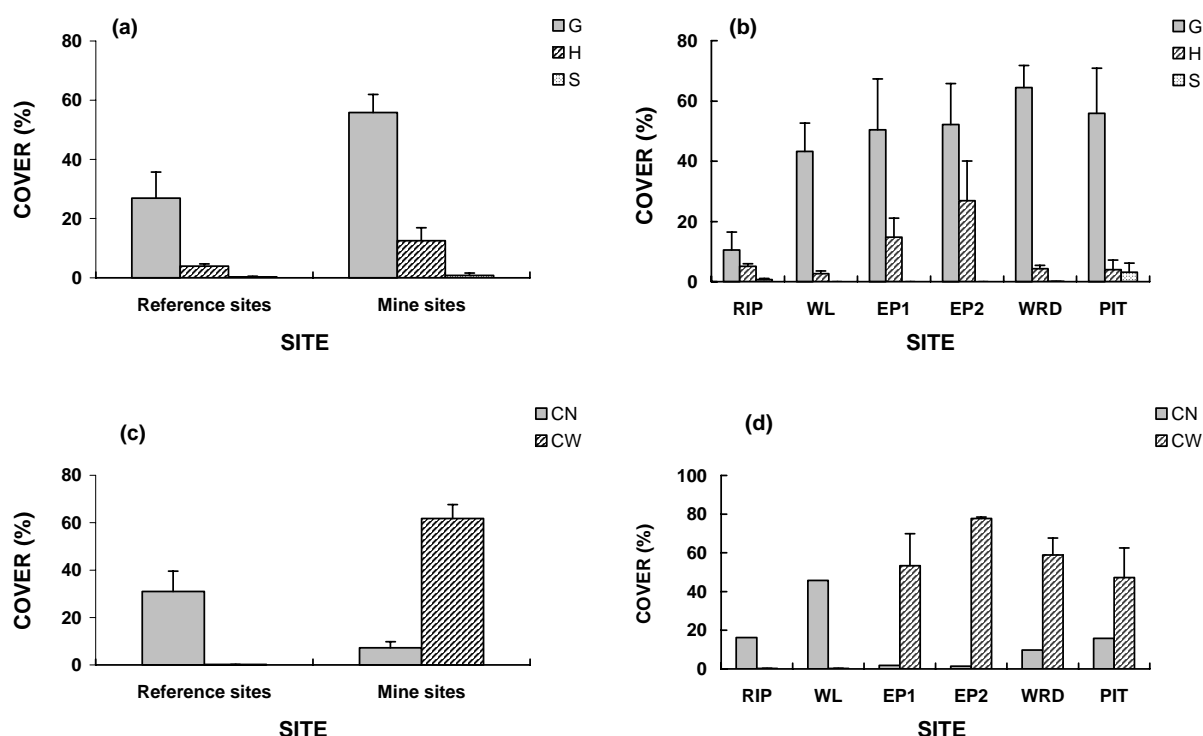 (a)
G
H
S
80
60
40
20
0
COVER (%)
Reference sites
Mine sites
SITE
(b)
G
H
S
80
60
40
20
0
COVER (%)
RIP WL EP1 EP2 WRD PIT
SITE
(c)
CN
CW
80
60
40
20
0
COVER (%)
Reference sites
Mine sites
SITE
(d)
CN
CW
100
80
60
40
20
0
COVER (%)
RIP WL EP1 EP2 WRD PIT
SITE